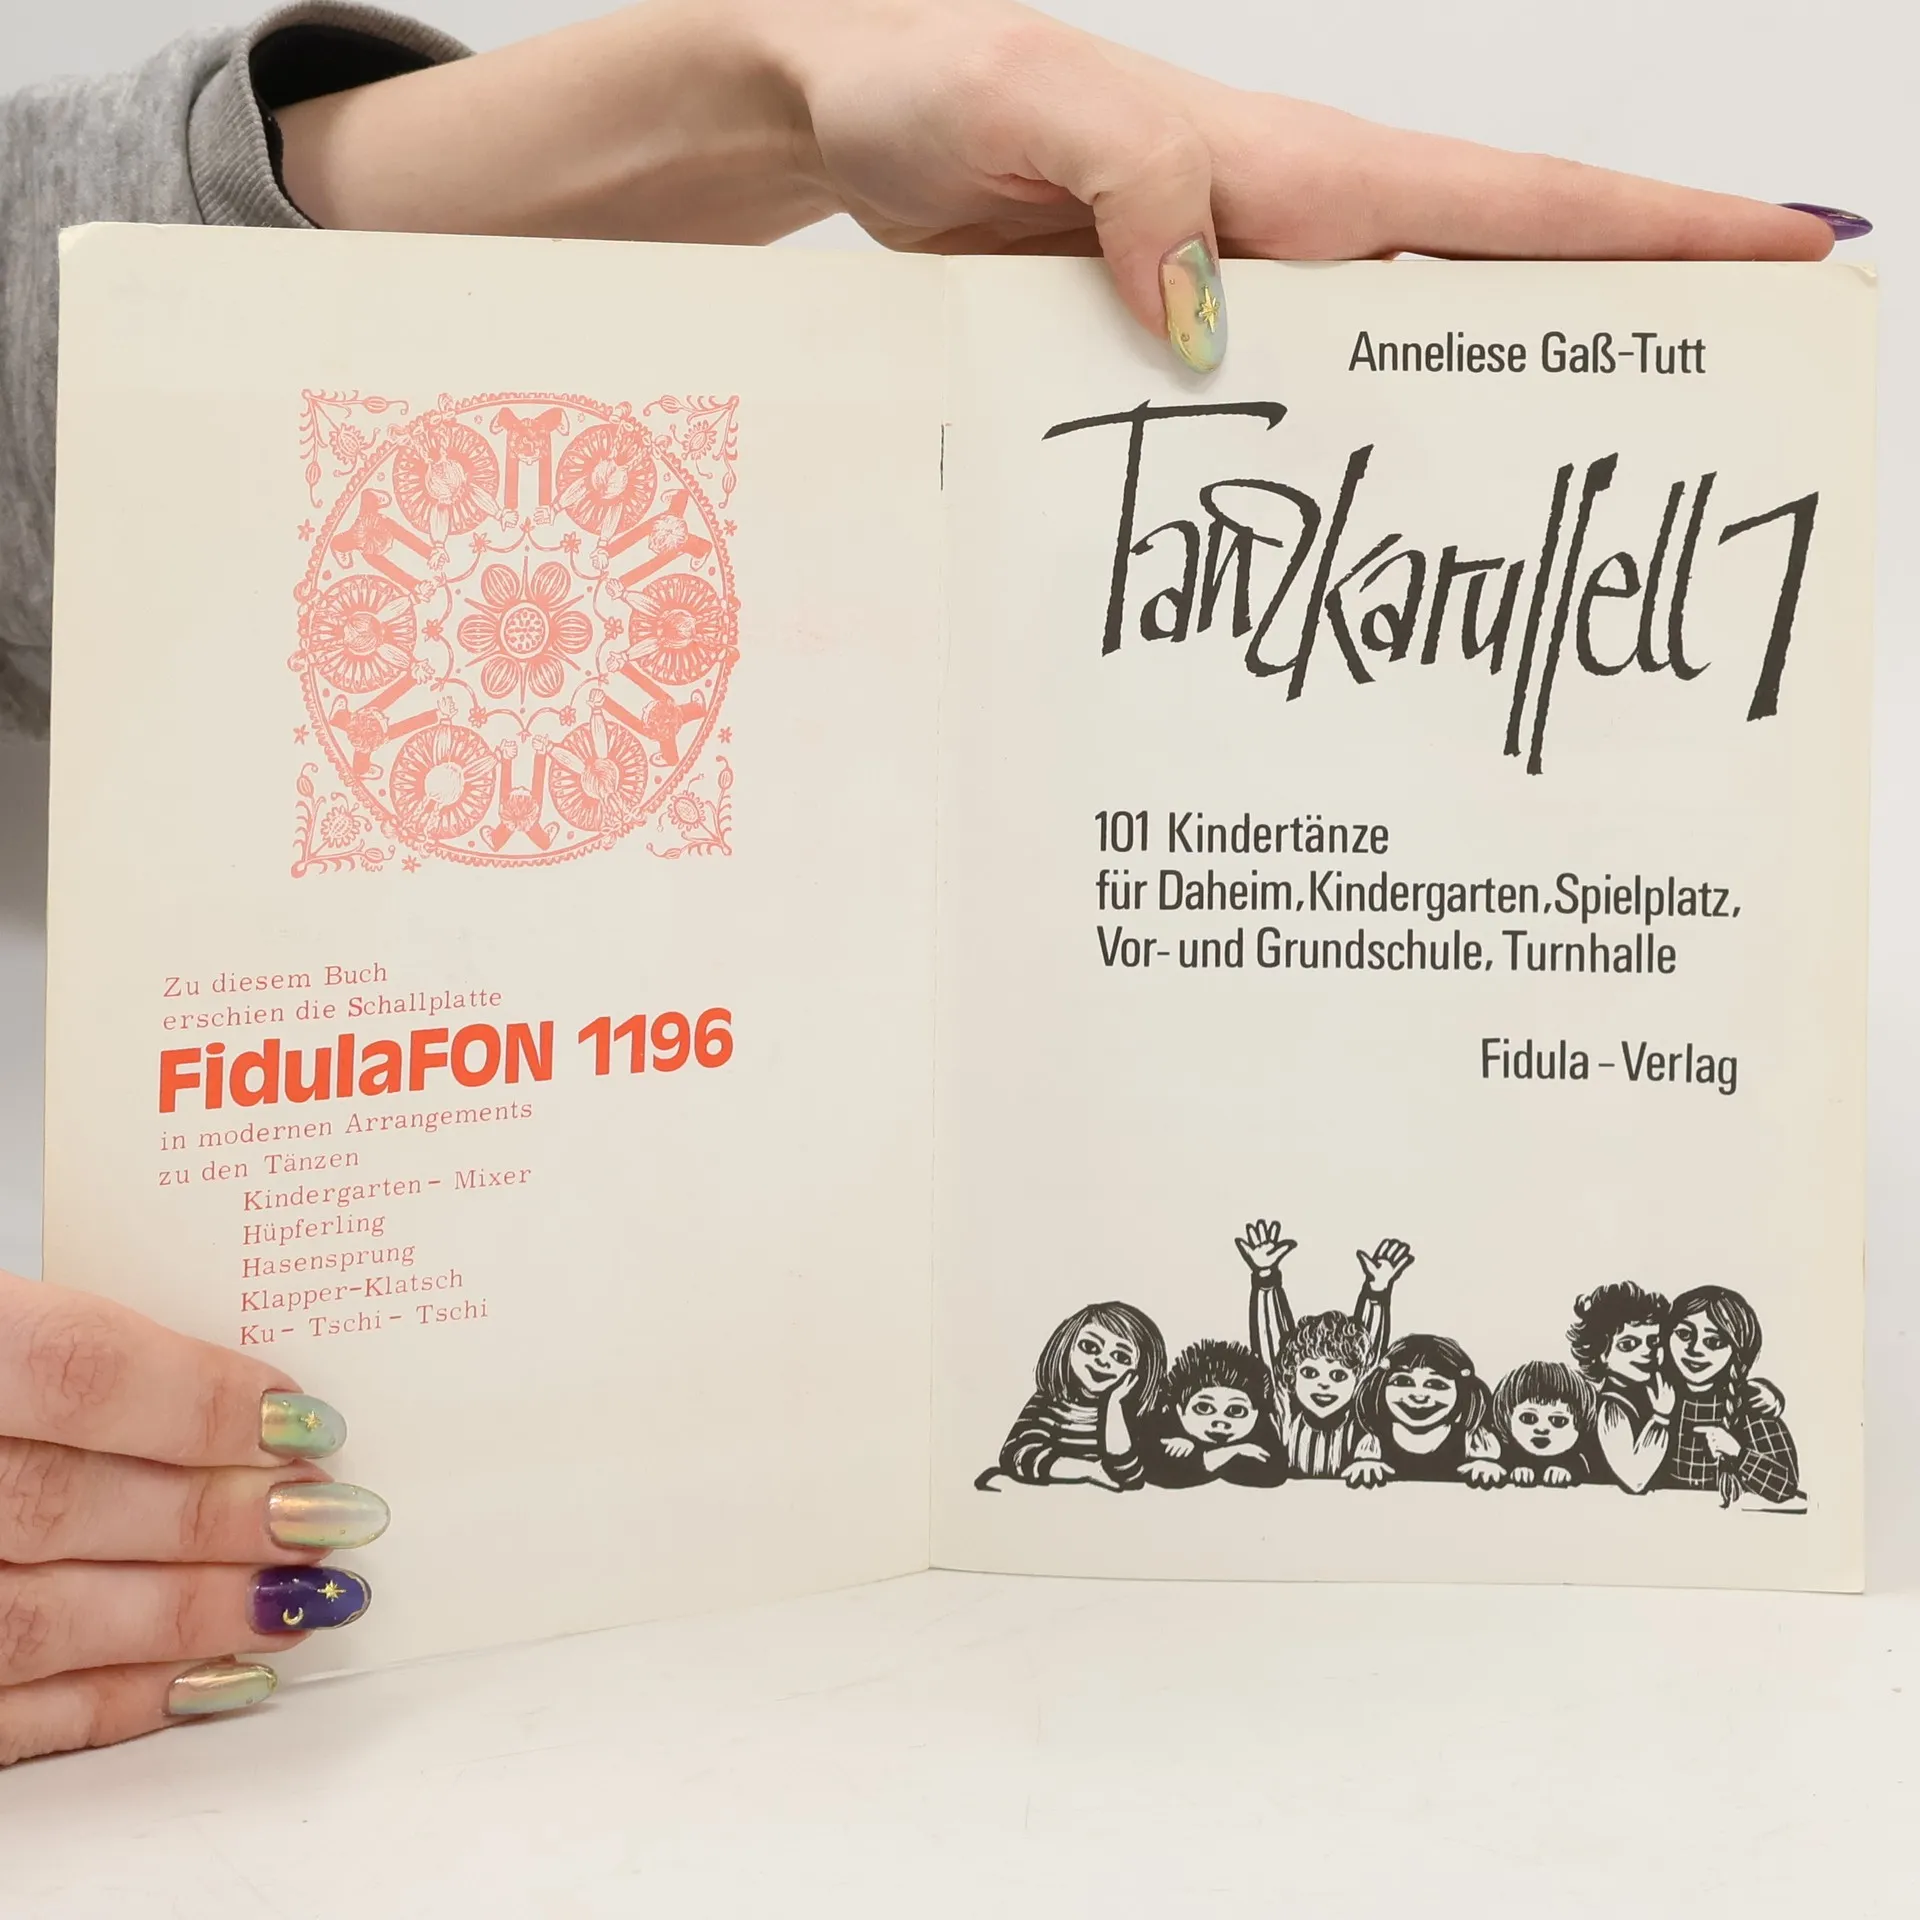 Zu diesem Buch
erschien die Schallplatte
FidulaFON 1196
in modernen Arrangements
zu den Tänzen
Kindergarten - Mixer
Hüpferling
Hasensprung
Klapper-Klatsch
Ku - Tschi - Tschi
Anneliese Gaß-Tutt
Tanzkarussell 1
101 Kindertänze
für Daheim, Kindergarten, Spielplatz,
Vor- und Grundschule, Turnhalle
Fidula - Verlag